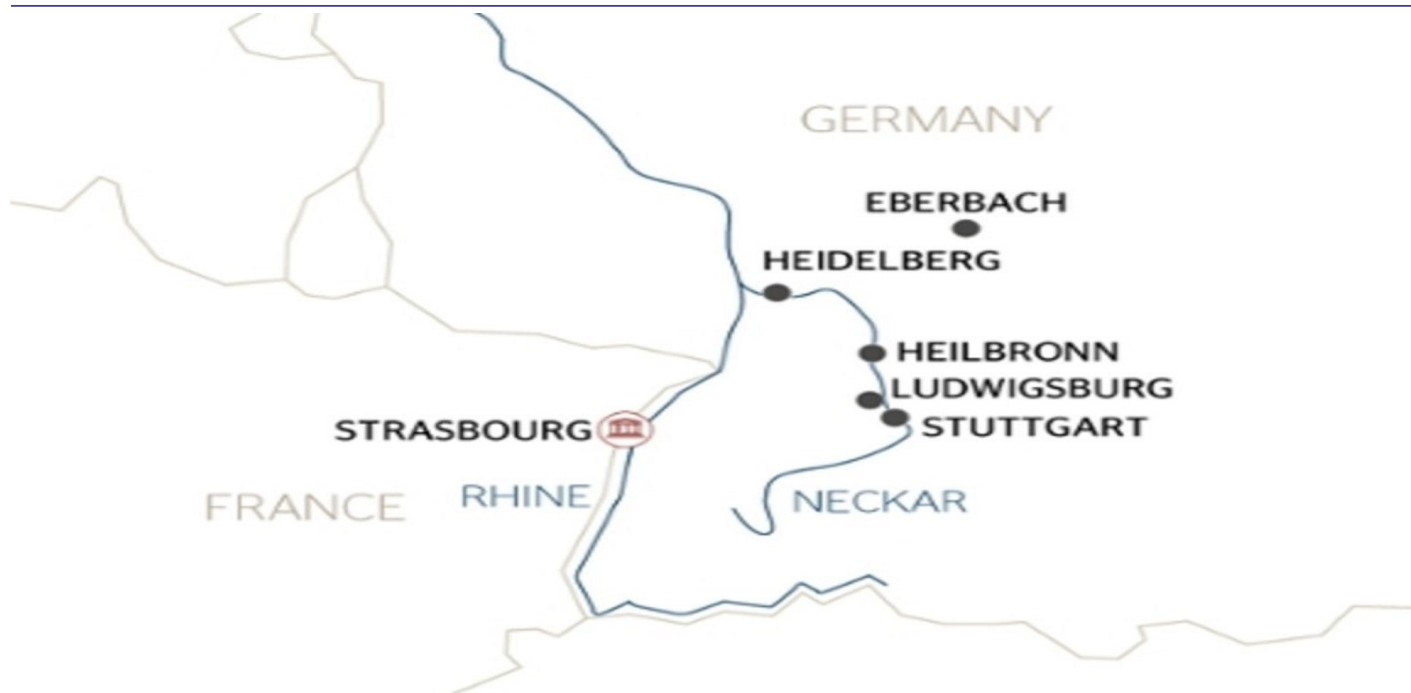 GERMANY
EBERBACH
HEIDELBERG
HEILBRONN
LUDWIGSBURG
STRASBOURG
STUTTGART
FRANCE
RHINE
NECKAR